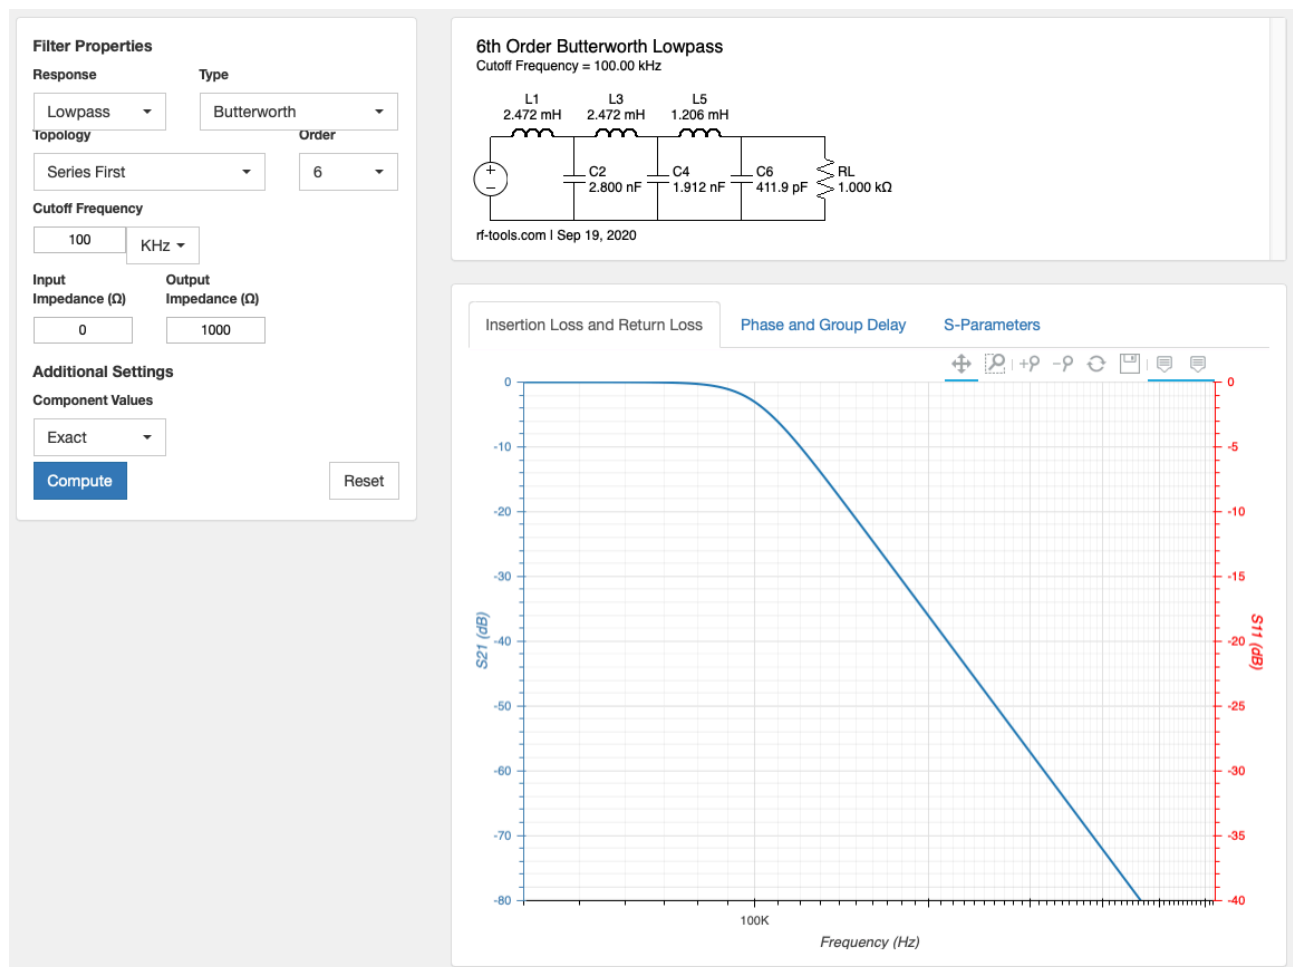 Filter Properties
Response Type
Lowpass Butterworth
Topology Order
Series First 6
Cutoff Frequency
100 KHz
Input Output
Impedance (Ω) Impedance (Ω)
0 1000
Additional Settings
Component Values
Exact
Compute Reset
6th Order Butterworth Lowpass
Cutoff Frequency = 100.00 kHz
L1 L3 L5
2.472 mH 2.472 mH 1.206 mH
+ C2 C4 C6 RL
− 2.800 nF 1.912 nF 411.9 pF 1.000 kΩ
rf-tools.com | Sep 19, 2020
Insertion Loss and Return Loss Phase and Group Delay S-Parameters
0 0
-10 -5
-20 -10
-30 -15
-40 -20
-50 -25
-60 -30
-70 -35
-80 -40
S21 (dB)
S11 (dB)
100K
Frequency (Hz)